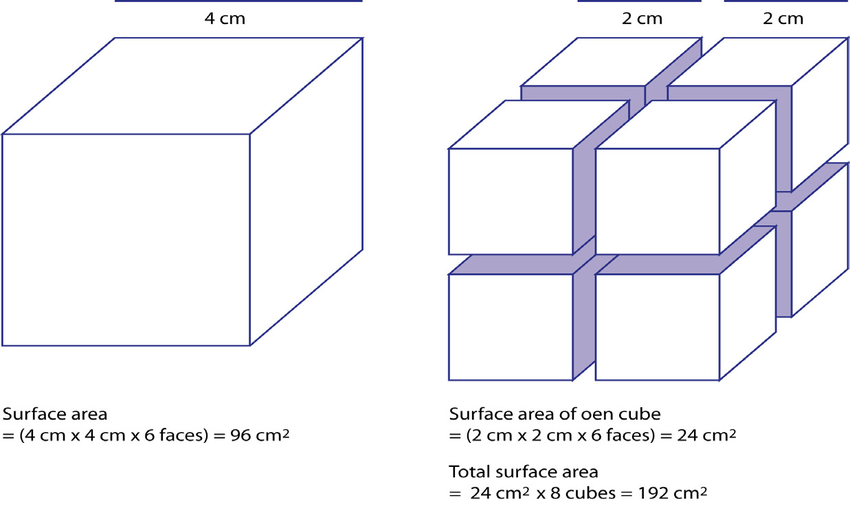 4 cm
2 cm
2 cm
Surface area
= (4 cm x 4 cm x 6 faces) = 96 cm²
Surface area of oen cube
= (2 cm x 2 cm x 6 faces) = 24 cm²
Total surface area
= 24 cm² x 8 cubes = 192 cm²